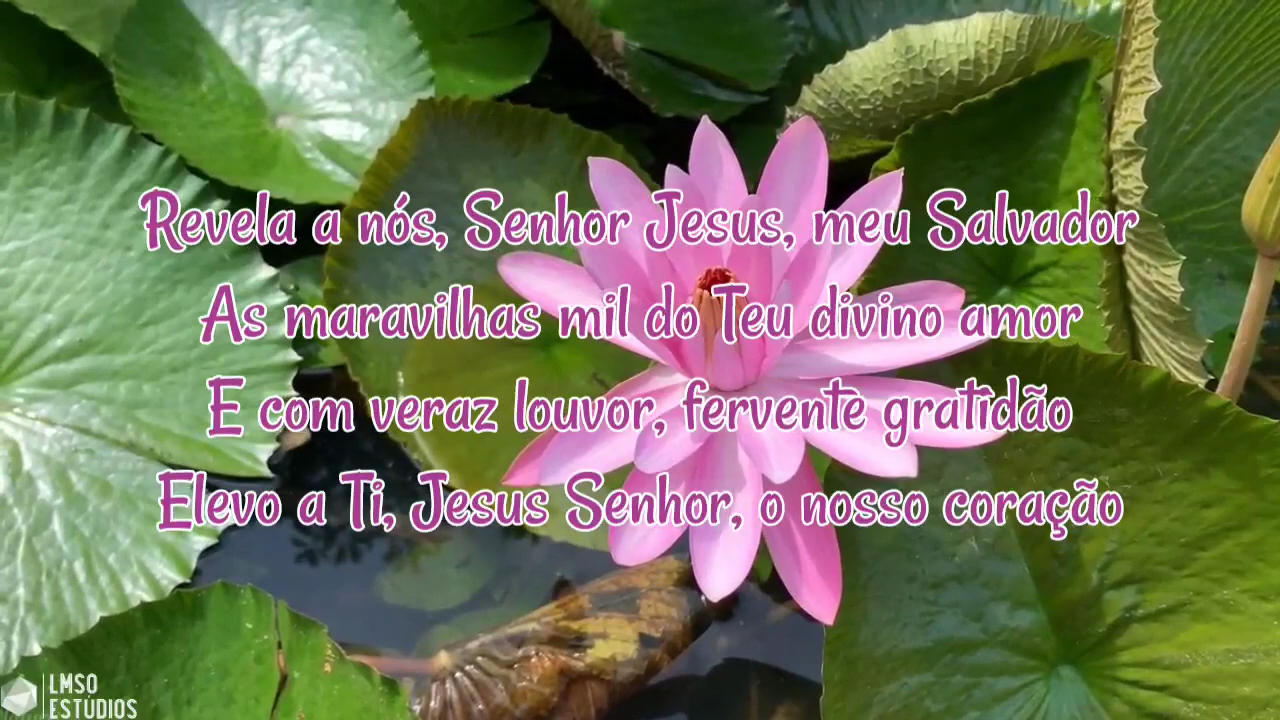 Revela a nós, Senhor Jesus, meu Salvador
As maravilhas mil do Teu divino amor
E com veraz louvor, fervente gratidão
Elevo a Ti, Jesus Senhor, o nosso coração
LMSO
ESTÚDIOS